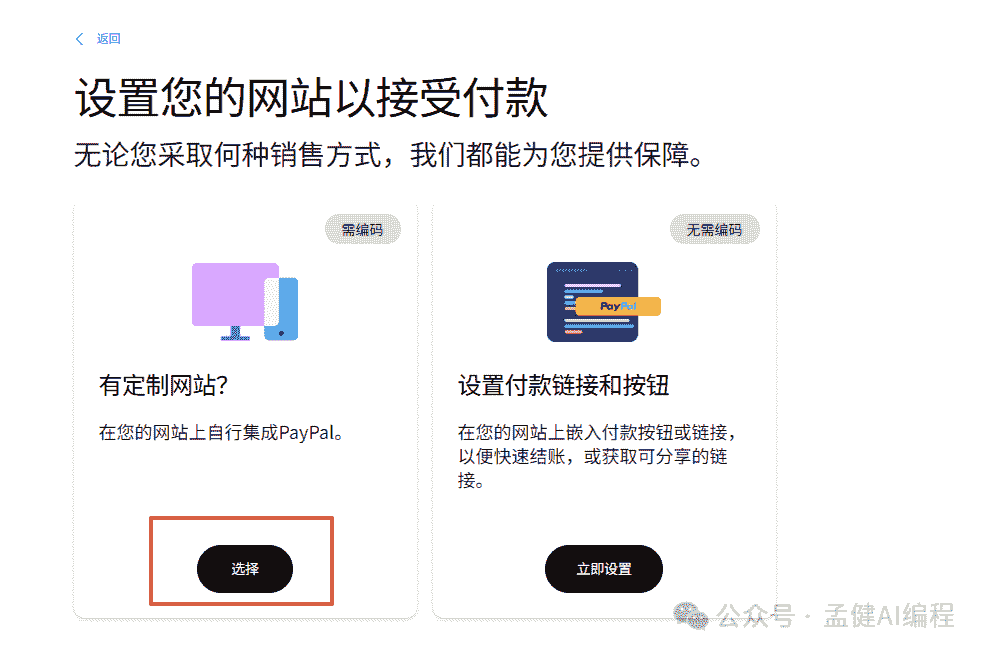 返回
设置您的网站以接受付款
无论您采取何种销售方式，我们都能为您提供保障。
需编码
有定制网站？
在您的网站上自行集成PayPal。
选择
无需编码
PayPal
设置付款链接和按钮
在您的网站上嵌入付款按钮或链接，
以便快速结账，或获取可分享的链
接。
立即设置
公众号 · 孟健AI编程